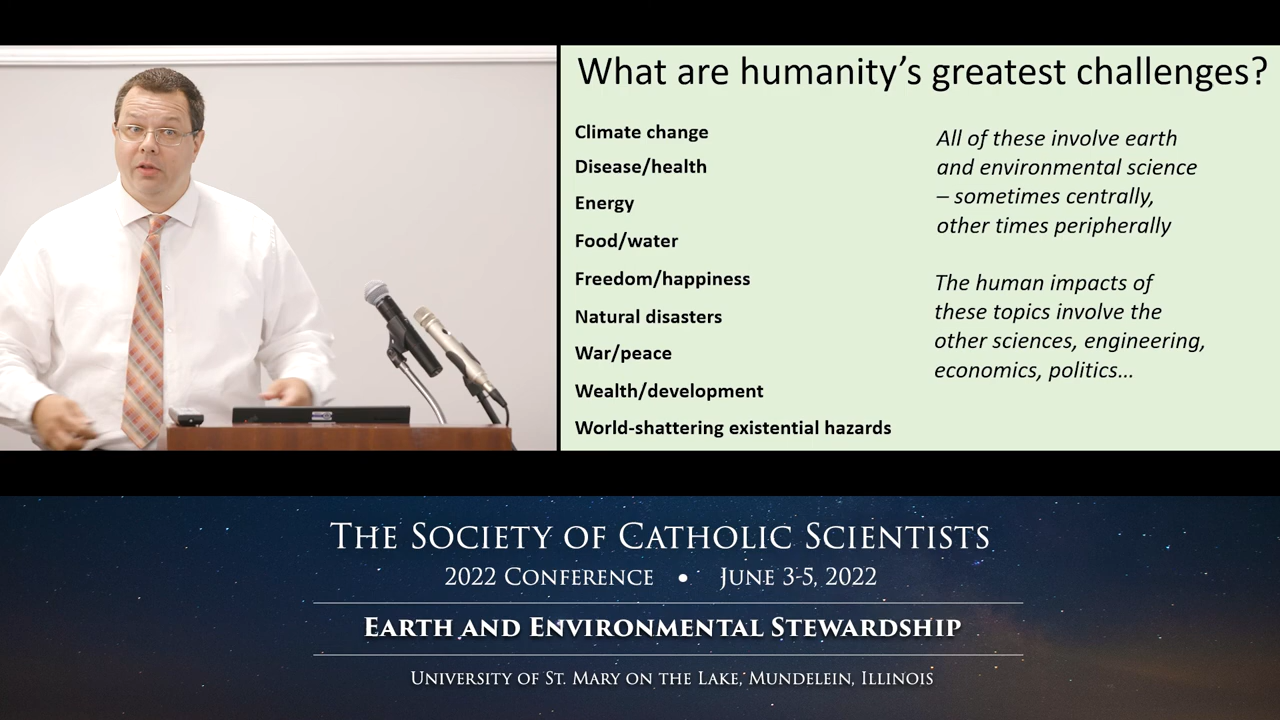 What are humanity's greatest challenges?
Climate change
Disease/health
Energy
Food/water
Freedom/happiness
Natural disasters
War/peace
Wealth/development
World-shattering existential hazards
All of these involve earth
and environmental science
– sometimes centrally,
other times peripherally
The human impacts of
these topics involve the
other sciences, engineering,
economics, politics...
The Society of Catholic Scientists
2022 Conference • June 3-5, 2022
Earth and Environmental Stewardship
University of St. Mary on the Lake, Mundelein, Illinois